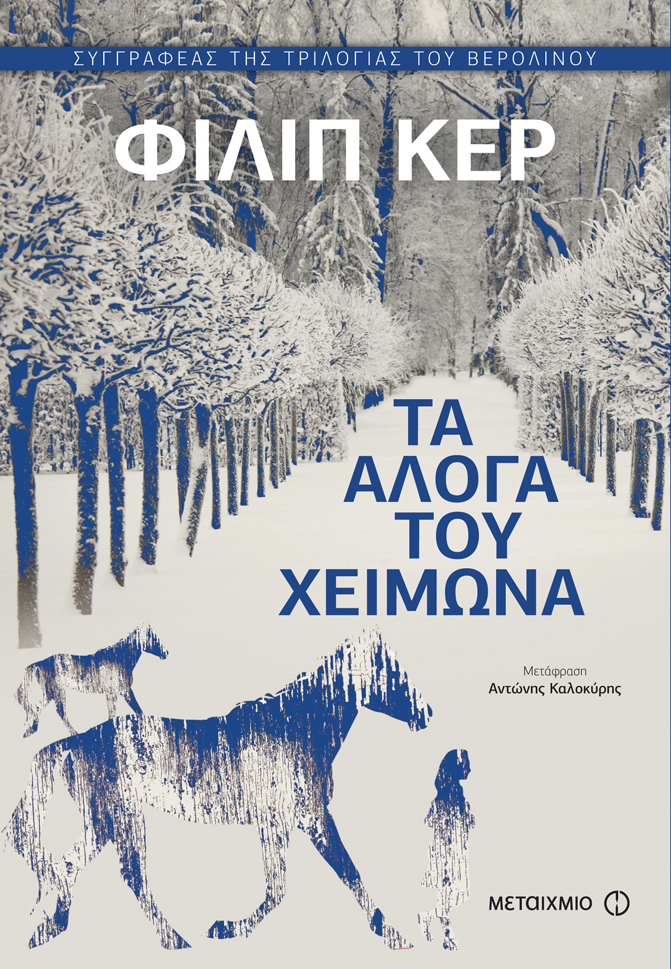 ΣΥΓΓΡΑΦΕΑΣ ΤΗΣ ΤΡΙΛΟΓΙΑΣ ΤΟΥ ΒΕΡΟΛΙΝΟΥ
ΦΙΛΙΠ ΚΕΡ
ΤΑ
ΑΛΟΓΑ
ΤΟΥ
ΧΕΙΜΩΝΑ
Μετάφραση
Αντώνης Καλοκύρης
ΜΕΤΑΙΧΜΙΟ